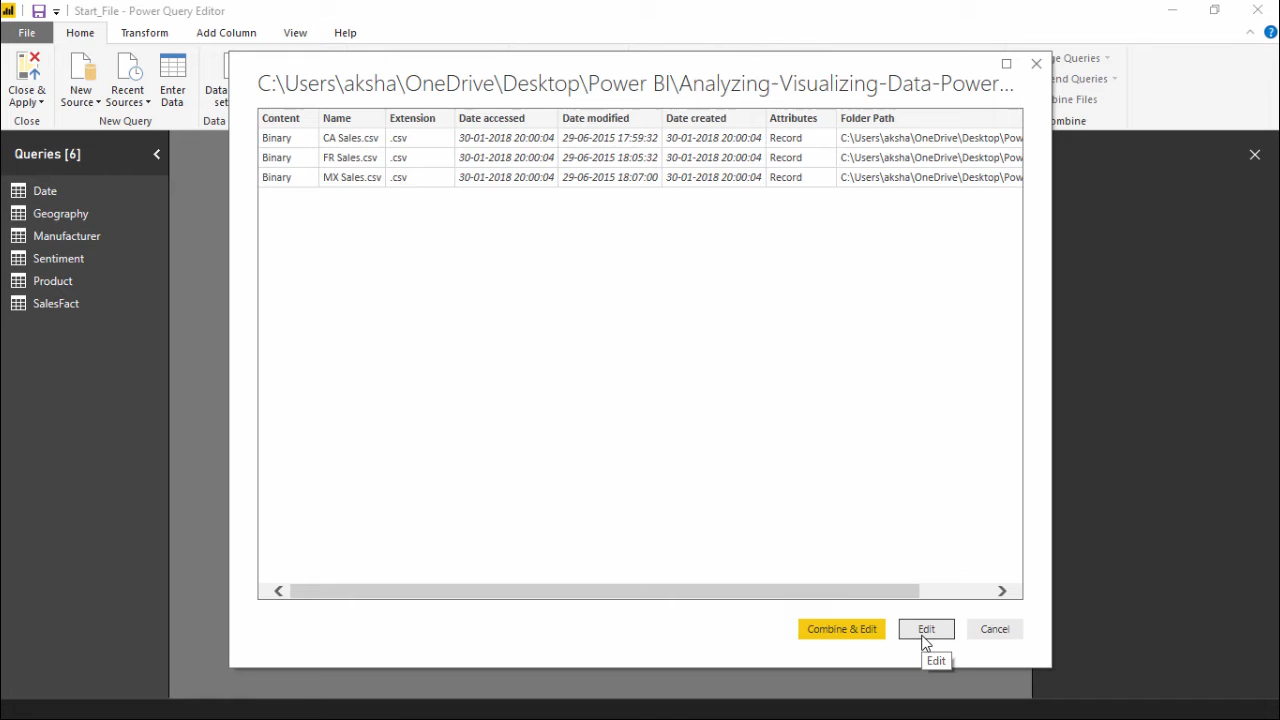 Start_File - Power Query Editor
File Home Transform Add Column View Help
Close & Apply New Source Recent Sources Enter Data
Close New Query Data
ge Queries
end Queries
bine Files
ombine
Queries [6]
Date
Geography
Manufacturer
Sentiment
Product
SalesFact
C:\Users\aksha\OneDrive\Desktop\Power BI\Analyzing-Visualizing-Data-Power...
Content Name Extension Date accessed Date modified Date created Attributes Folder Path
Binary CA Sales.csv .csv 30-01-2018 20:00:04 29-06-2015 17:59:32 30-01-2018 20:00:04 Record C:\Users\aksha\OneDrive\Desktop\Pow
Binary FR Sales.csv .csv 30-01-2018 20:00:04 29-06-2015 18:05:32 30-01-2018 20:00:04 Record C:\Users\aksha\OneDrive\Desktop\Pow
Binary MX Sales.csv .csv 30-01-2018 20:00:04 29-06-2015 18:07:00 30-01-2018 20:00:04 Record C:\Users\aksha\OneDrive\Desktop\Pow
Combine & Edit Edit Cancel
Edit